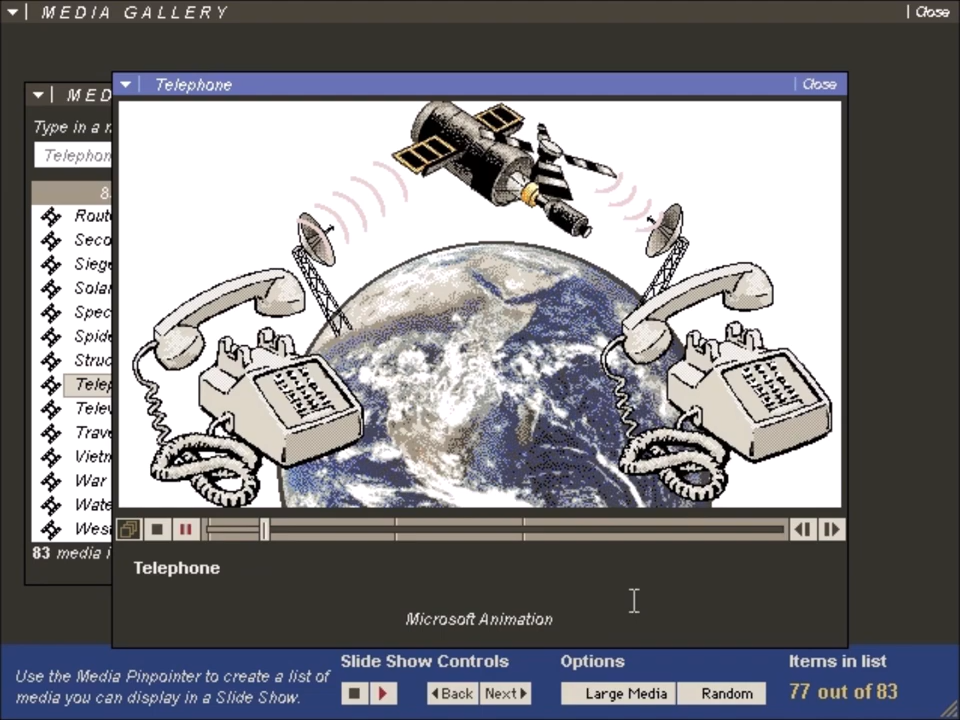 MEDIA GALLERY
Close
Telephone
Close
MED
Type in a
Telephon
8
Rout
Seco
Siege
Sola
Spec
Spide
Struc
Telep
Telev
Trave
Vietn
War
Wate
West
83 media i
Telephone
Microsoft Animation
Use the Media Pinpointer to create a list of
media you can display in a Slide Show.
Slide Show Controls
Back
Next
Options
Large Media
Random
Items in list
77 out of 83